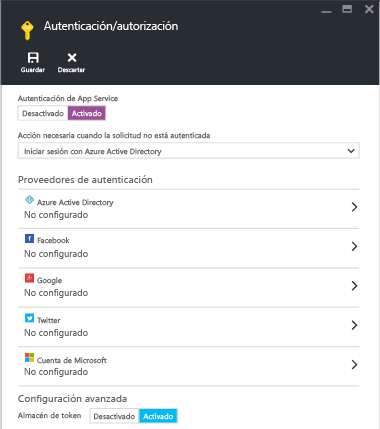 Autenticación/autorización
Guardar Descartar
Autenticación de App Service
Desactivado Activado
Acción necesaria cuando la solicitud no está autenticada
Iniciar sesión con Azure Active Directory
Proveedores de autenticación
Azure Active Directory
No configurado
Facebook
No configurado
Google
No configurado
Twitter
No configurado
Cuenta de Microsoft
No configurado
Configuración avanzada
Almacén de token Desactivado Activado